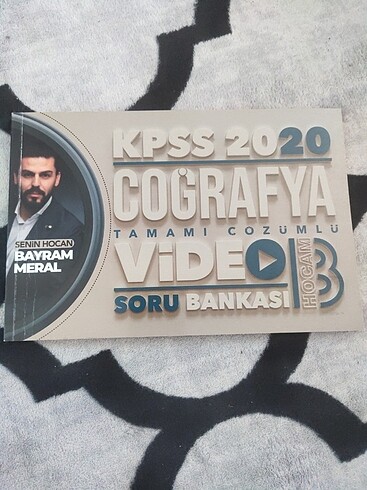 KPSS 2020
COĞRAFYA
TAMAMI ÇÖZÜMLÜ
VİDEO
SORU BANKASI
SENİN HOCAN
BAYRAM
MERAL
B
HOCAM